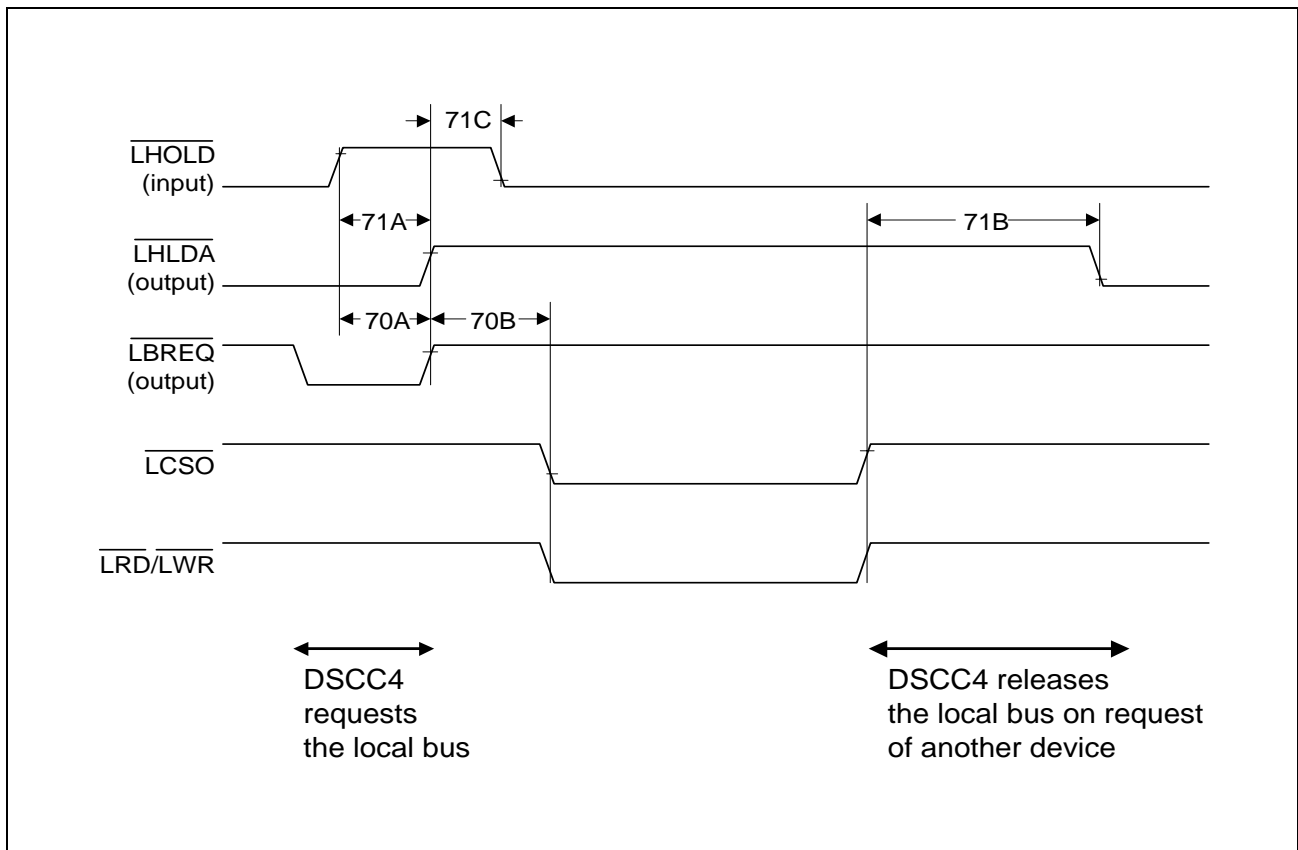 71C
LHOLD
(input)
71A
71B
LHLDA
(output)
70A
70B
LBREQ
(output)
LCSO
LRD/LWR
DSCC4
requests
the local bus
DSCC4 releases
the local bus on request
of another device